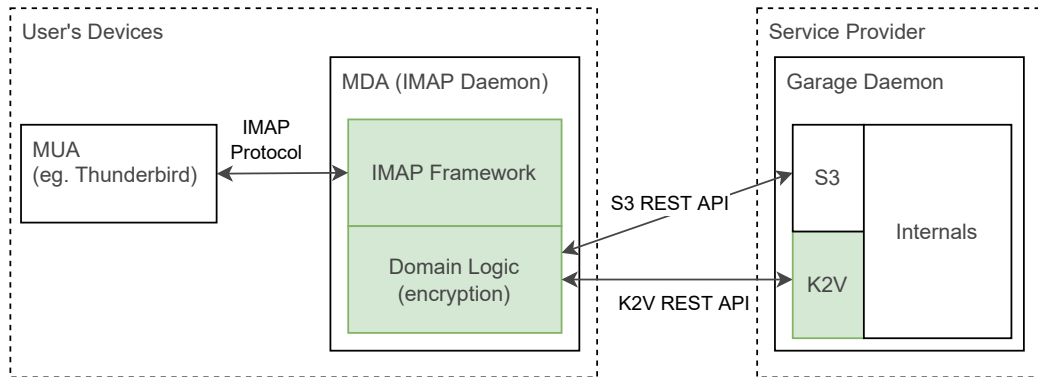 User's Devices
Service Provider
MDA (IMAP Daemon)
Garage Daemon
MUA
(eg. Thunderbird)
IMAP
Protocol
IMAP Framework
S3 REST API
S3
Internals
Domain Logic
(encryption)
K2V REST API
K2V